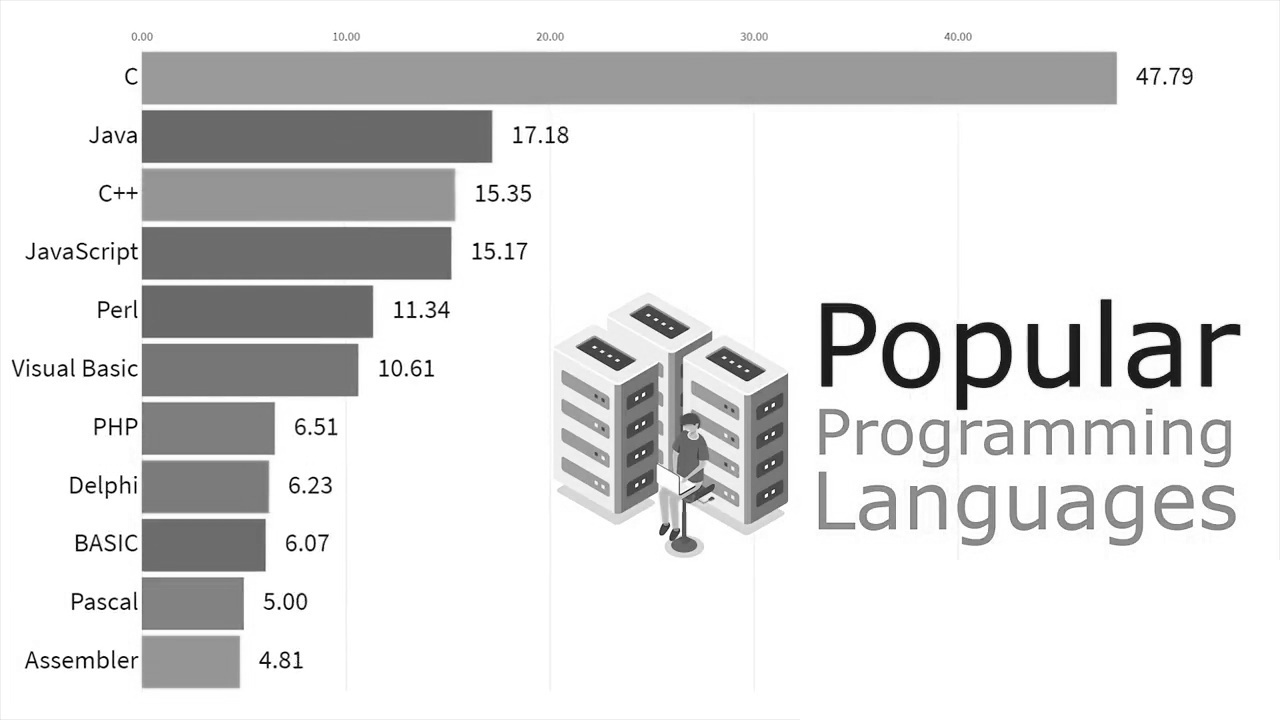 0.00 10.00 20.00 30.00 40.00
C 47.79
Java 17.18
C++ 15.35
JavaScript 15.17
Perl 11.34
Visual Basic 10.61
PHP 6.51
Delphi 6.23
BASIC 6.07
Pascal 5.00
Assembler 4.81
Popular
Programming
Languages